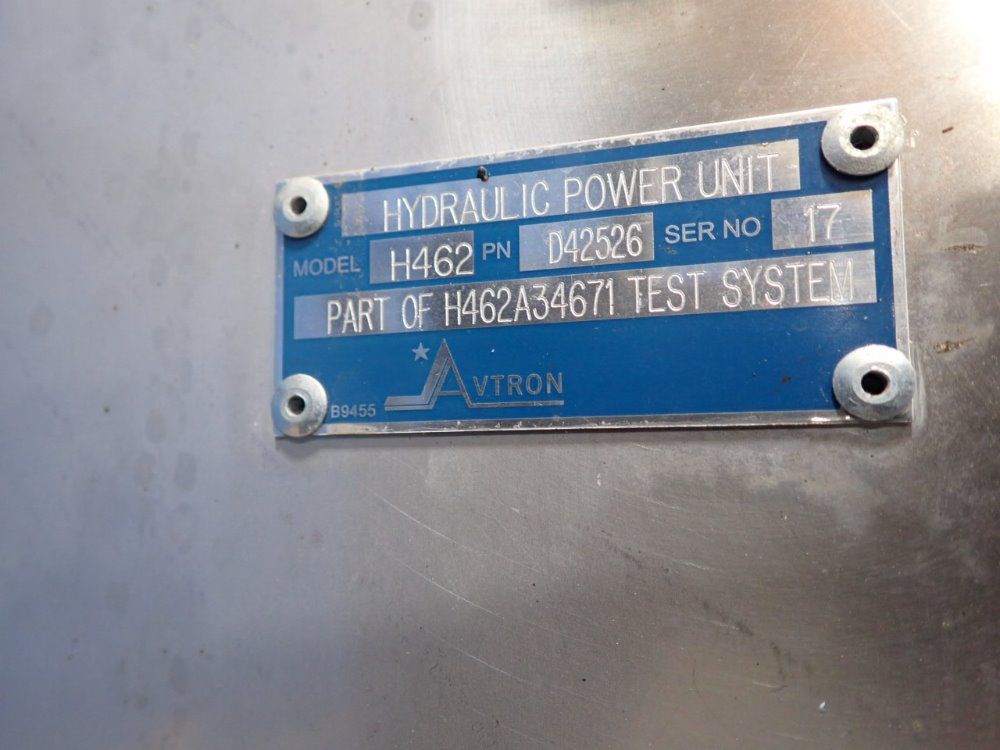 HYDRAULIC POWER UNIT
MODEL H462 PN D42526 SER NO 17
PART OF H462A34671 TEST SYSTEM
AVTRON
B9455